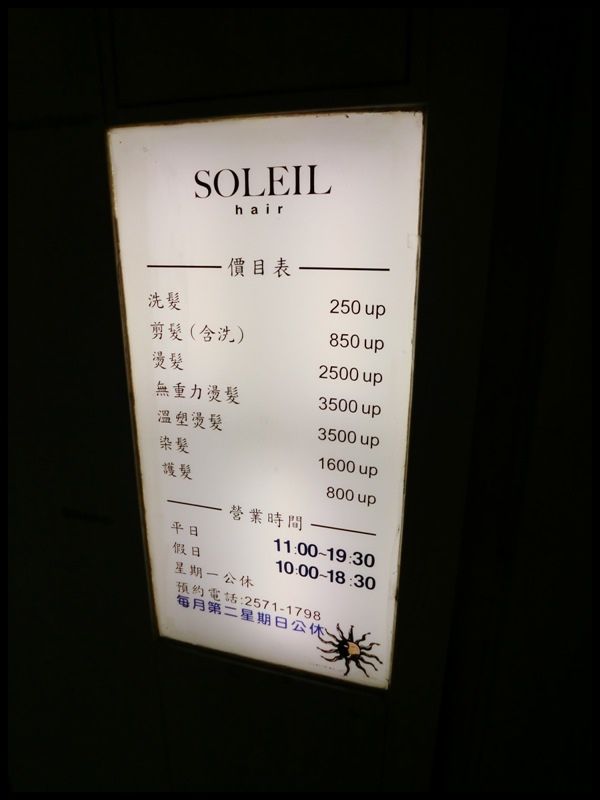 SOLEIL
hair
價目表
洗髮 250 up
剪髮(含洗) 850 up
燙髮 2500 up
無重力燙髮 3500 up
溫塑燙髮 3500 up
染髮 1600 up
護髮 800 up
營業時間
平日 11:00~19:30
假日 10:00~18:30
星期一公休
預約電話:2571-1798
每月第二星期日公休